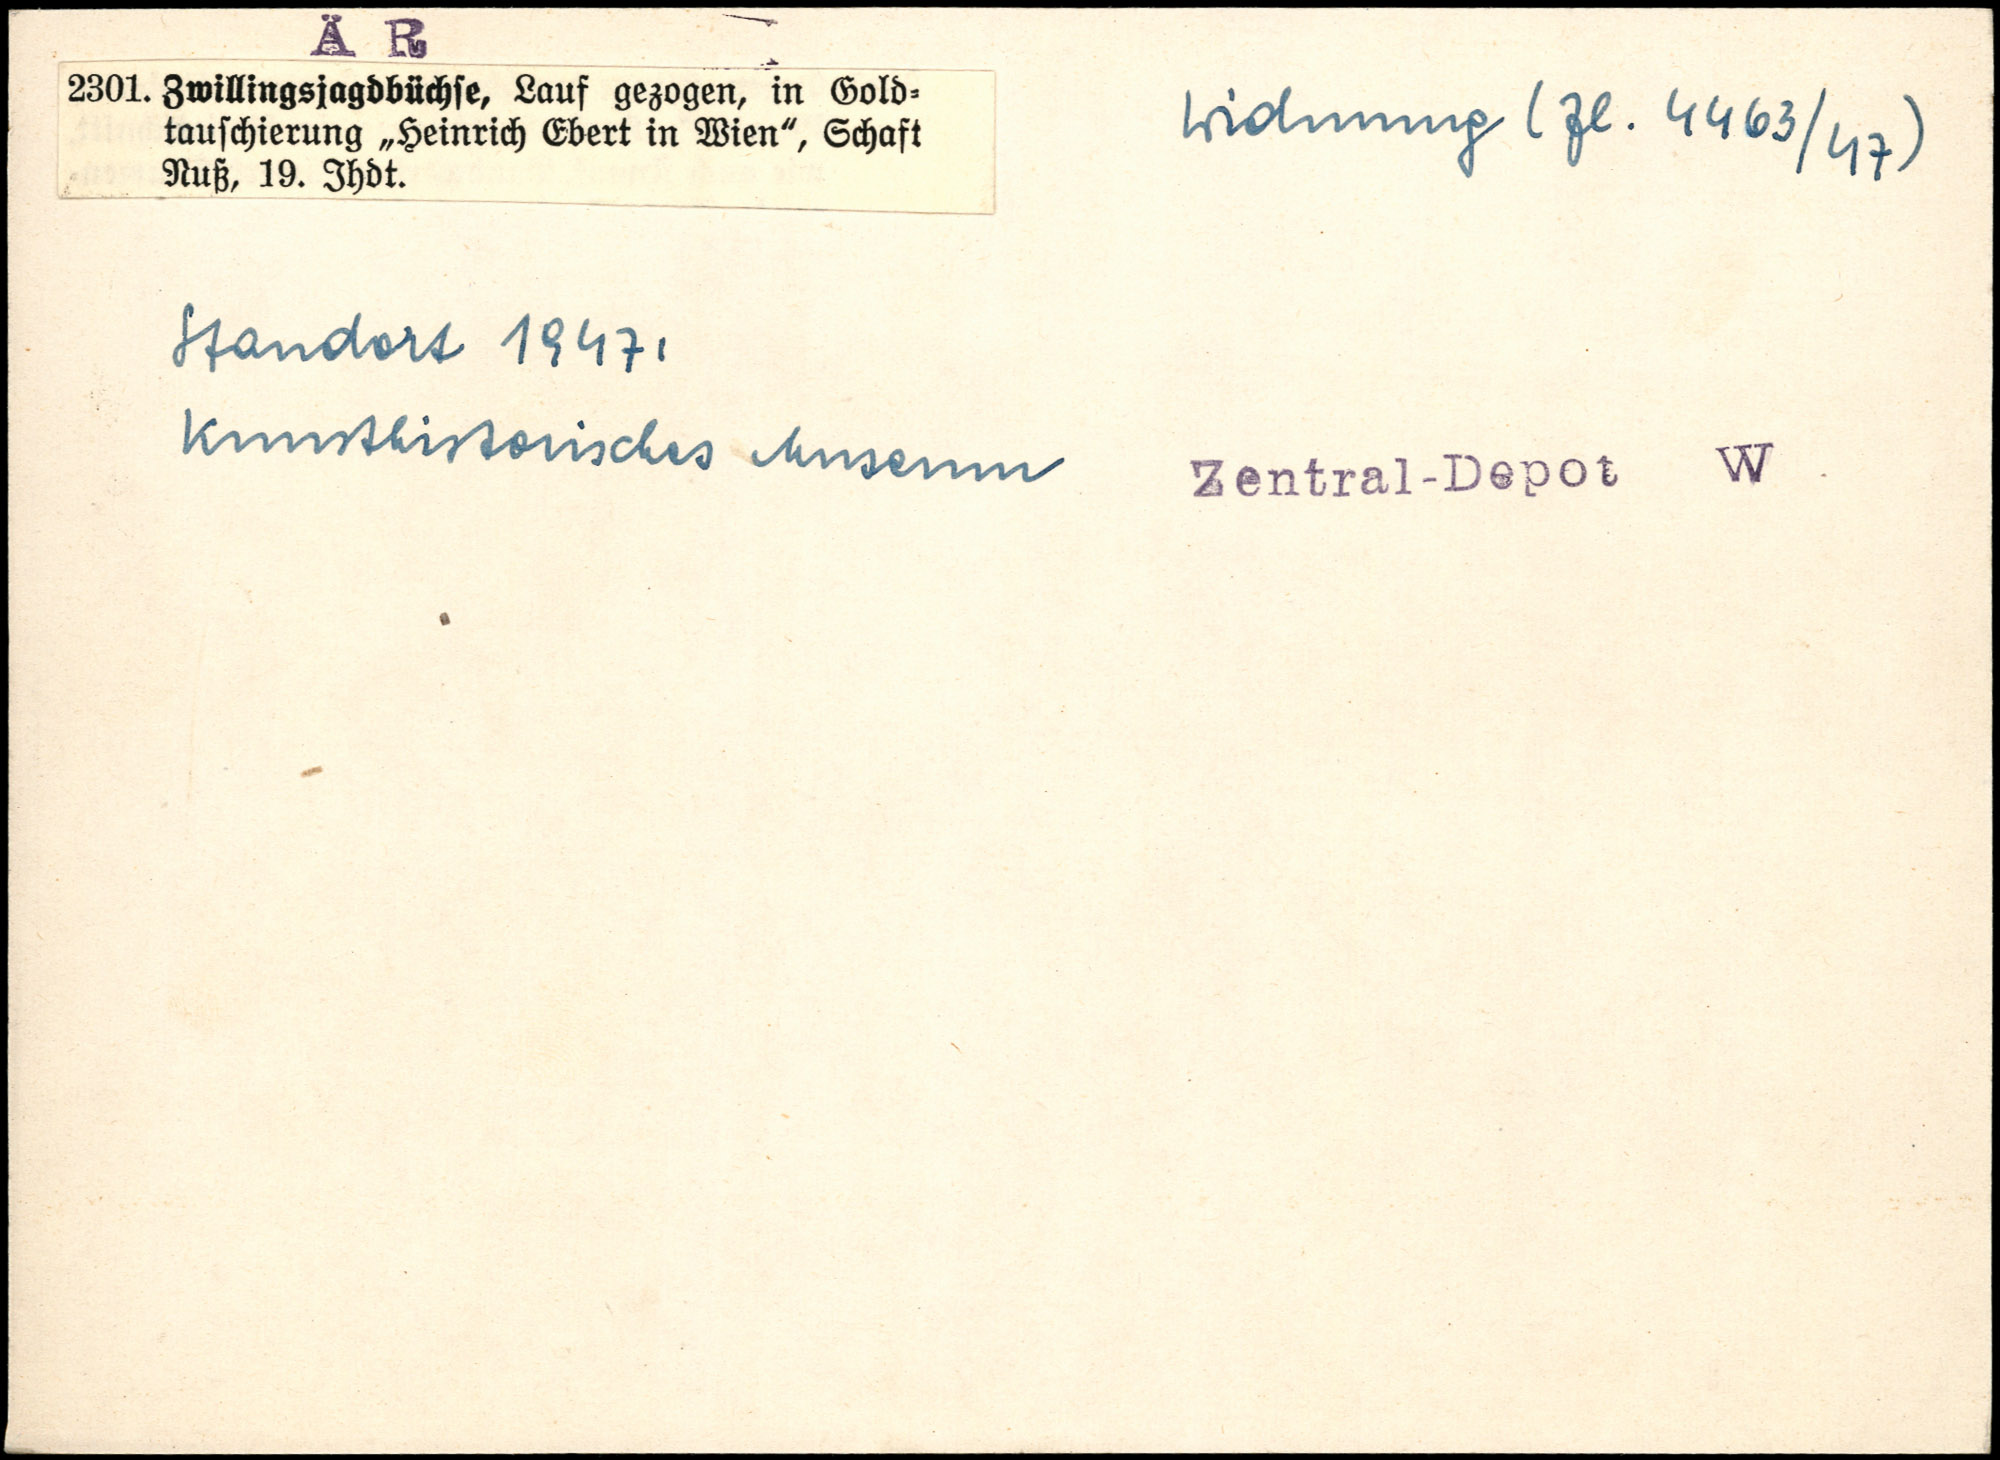 Ä R
2301. Zwillingsjagdbüchse, Lauf gezogen, in Gold-
tauschierung „Heinrich Ebert in Wien“, Schaft
Nuß, 19. Jhdt.
Widmung (Zl. 4463/47)
Standort 1947.
Kunsthistorisches Museum
Zentral-Depot W